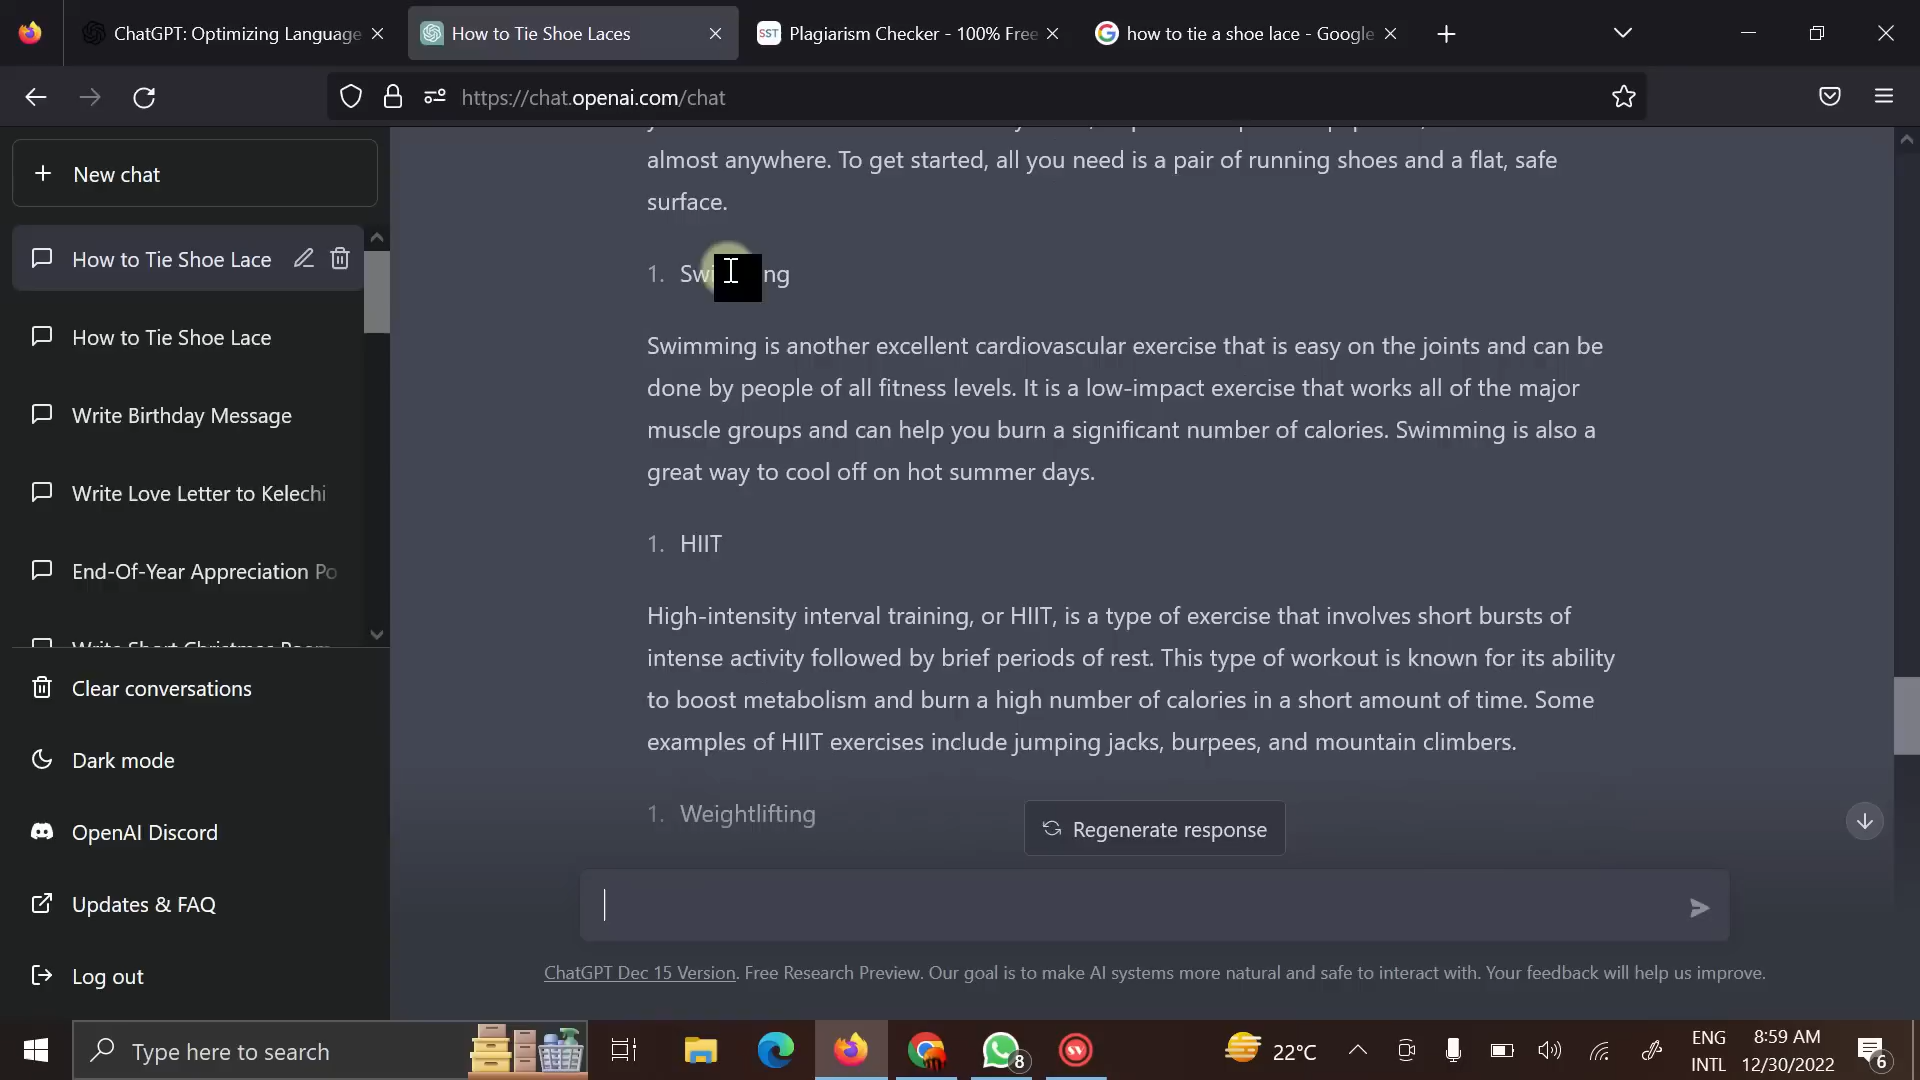 ChatGPT: Optimizing Language
How to Tie Shoe Laces
SST
Plagiarism Checker - 100% Free
how to tie a shoe lace - Google
https://chat.openai.com/chat
New chat
How to Tie Shoe Lace
How to Tie Shoe Lace
Write Birthday Message
Write Love Letter to Kelechi
End-Of-Year Appreciation Po
Write Short Christmas Poem
Clear conversations
Dark mode
OpenAI Discord
Updates & FAQ
Log out
almost anywhere. To get started, all you need is a pair of running shoes and a flat, safe
surface.
1. Swimming
Swimming is another excellent cardiovascular exercise that is easy on the joints and can be
done by people of all fitness levels. It is a low-impact exercise that works all of the major
muscle groups and can help you burn a significant number of calories. Swimming is also a
great way to cool off on hot summer days.
1. HIIT
High-intensity interval training, or HIIT, is a type of exercise that involves short bursts of
intense activity followed by brief periods of rest. This type of workout is known for its ability
to boost metabolism and burn a high number of calories in a short amount of time. Some
examples of HIIT exercises include jumping jacks, burpees, and mountain climbers.
1. Weightlifting
Regenerate response
ChatGPT Dec 15 Version. Free Research Preview. Our goal is to make AI systems more natural and safe to interact with. Your feedback will help us improve.
Type here to search
8
22°C
ENG
INTL
8:59 AM
12/30/2022
6